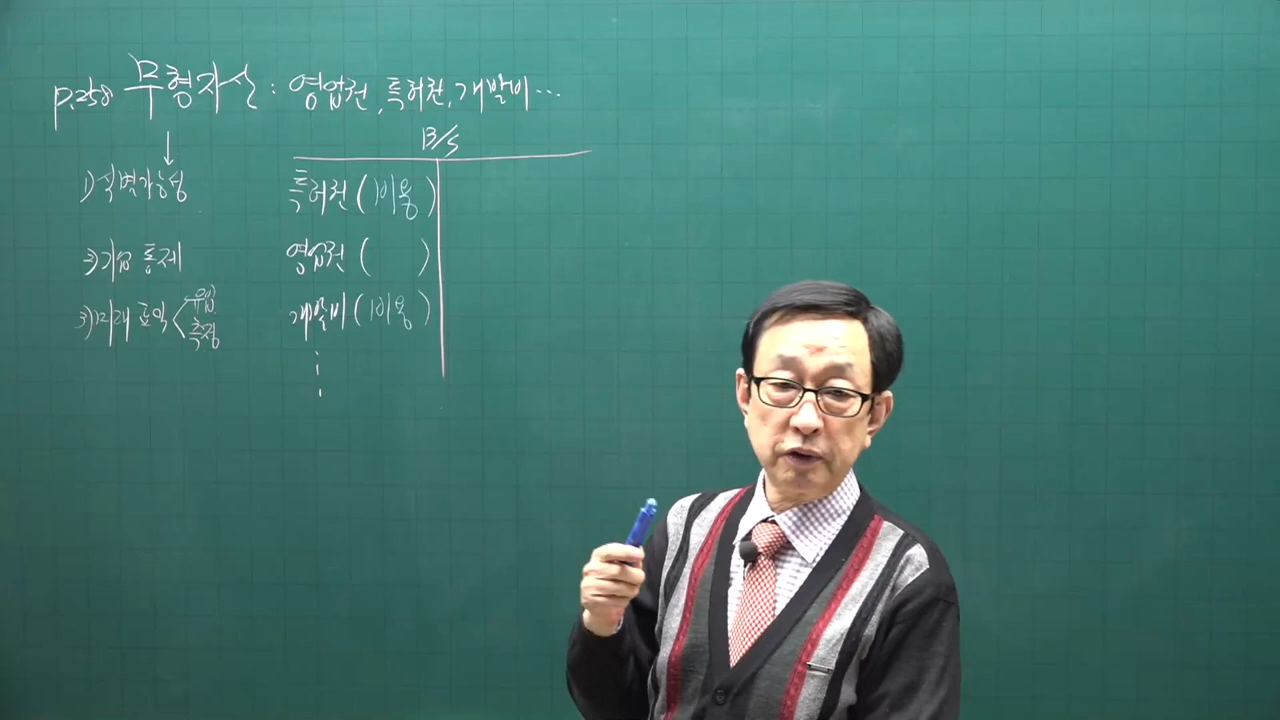 p.258 무형자산 : 영업권, 특허권, 개발비...
B/S
1) 식별가능성
2) 기업 통제
3) 미래 효익 < 유입 측정
특허권 (비용)
영업권 ( )
개발비 (비용)